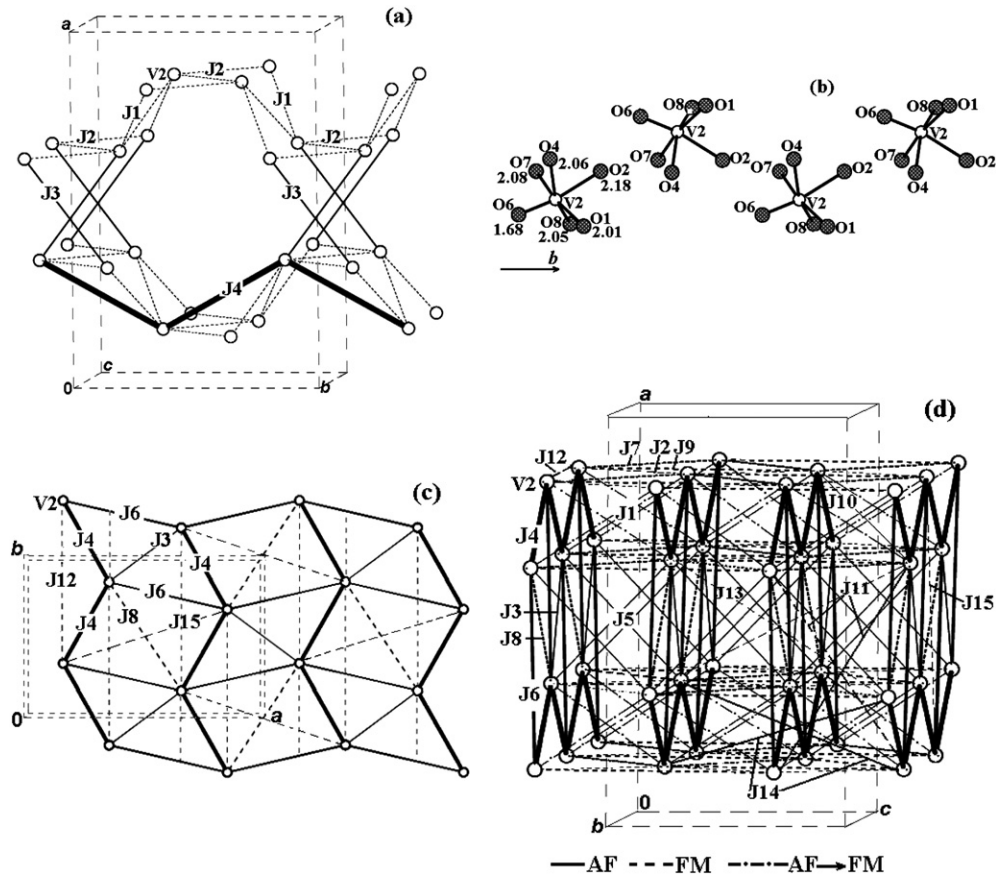 (a)
a
V2 J2
J1 J1
J2 J2
J3 J3
J4
c
0 b
(b)
O8 O1
O6
V2
O7 O2
O4
O8 O1
O6
V2
O7 O2
O4
O4
O7 2.06 O2
2.08 2.18
V2
O6 O1
1.68 O8
2.05 2.01
O4
O7 O2
V2
O6 O1
O8
b
(c)
V2
J6
J4 J3
b J4
J12 J6
J8
J4 J15
0 a
(d)
a
J7 J2 J9
J12
V2
J10
J1
J4
J13 J11
J3 J15
J5
J8
J6
J14
0
b c
AF FM AF→FM